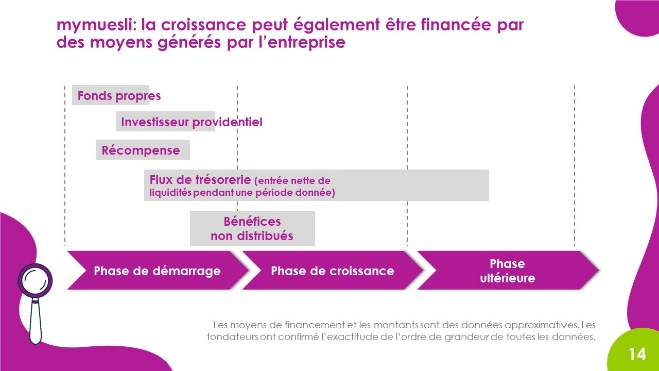 mymuesli: la croissance peut également être financée par
des moyens générés par l'entreprise
Fonds propres
Investisseur providentiel
Récompense
Flux de trésorerie (entrée nette de
liquidités pendant une période donnée)
Bénéfices
non distribués
Phase de démarrage
Phase de croissance
Phase
ultérieure
Les moyens de financement et les montants sont des données approximatives. Les
fondateurs ont confirmé l'exactitude de l'ordre de grandeur de toutes les données.
14